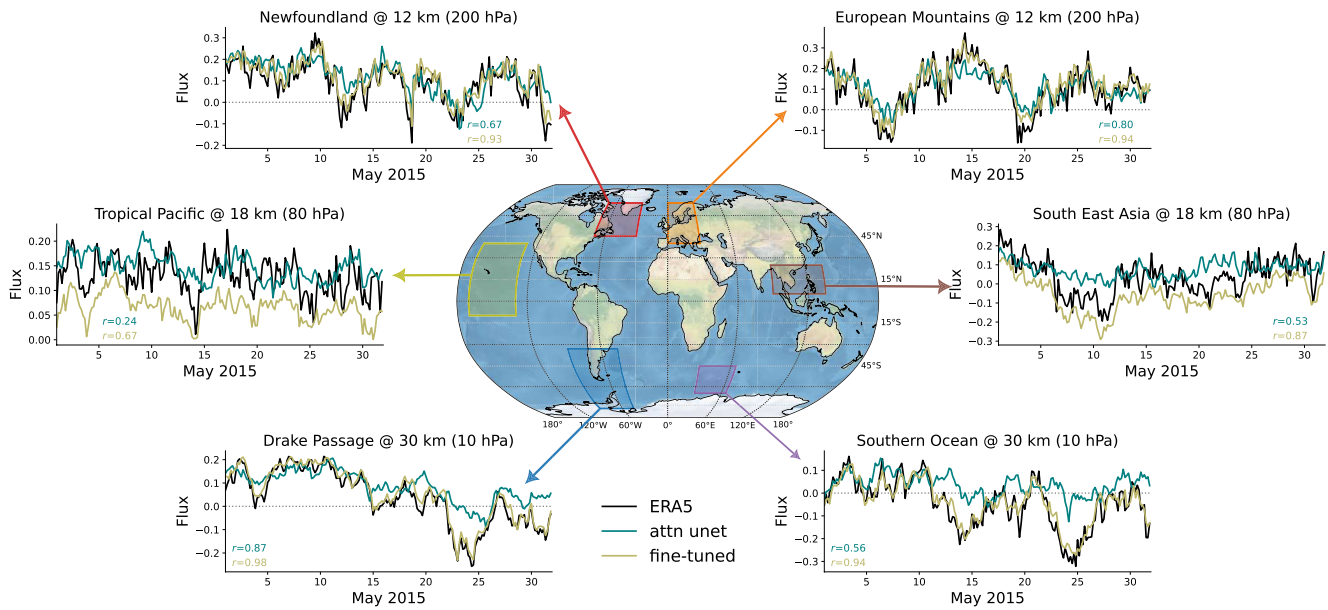 Newfoundland @ 12 km (200 hPa)
Flux
0.3
0.2
0.1
0.0
−0.1
−0.2
r=0.67
r=0.93
5
10
15
20
25
30
May 2015
European Mountains @ 12 km (200 hPa)
Flux
0.3
0.2
0.1
0.0
−0.1
r=0.80
r=0.94
5
10
15
20
25
30
May 2015
Tropical Pacific @ 18 km (80 hPa)
Flux
0.20
0.15
0.10
0.05
0.00
r=0.24
r=0.67
5
10
15
20
25
30
May 2015
45°N
15°N
15°S
45°S
180°
120°W
60°W
0°
60°E
120°E
180°
South East Asia @ 18 km (80 hPa)
Flux
0.3
0.2
0.1
0.0
−0.1
−0.2
−0.3
r=0.53
r=0.87
5
10
15
20
25
30
May 2015
Drake Passage @ 30 km (10 hPa)
Flux
0.2
0.1
0.0
−0.1
−0.2
r=0.87
r=0.98
5
10
15
20
25
30
May 2015
ERA5
attn unet
fine-tuned
Southern Ocean @ 30 km (10 hPa)
Flux
0.1
0.0
−0.1
−0.2
−0.3
r=0.56
r=0.94
5
10
15
20
25
30
May 2015